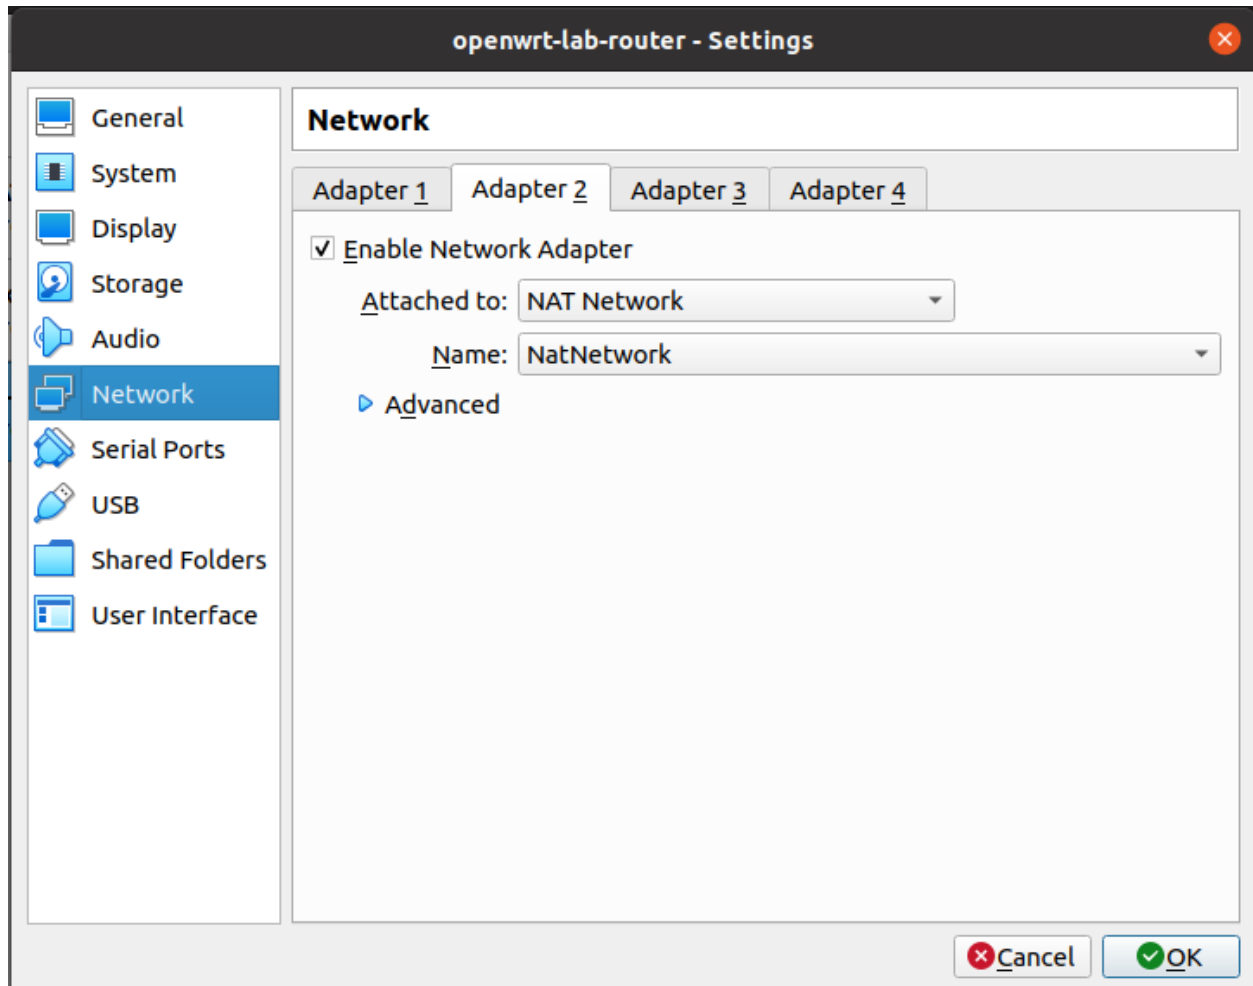 openwrt-lab-router - Settings
General
System
Display
Storage
Audio
Network
Serial Ports
USB
Shared Folders
User Interface
Network
Adapter 1 Adapter 2 Adapter 3 Adapter 4
Enable Network Adapter
Attached to: NAT Network
Name: NatNetwork
Advanced
Cancel OK